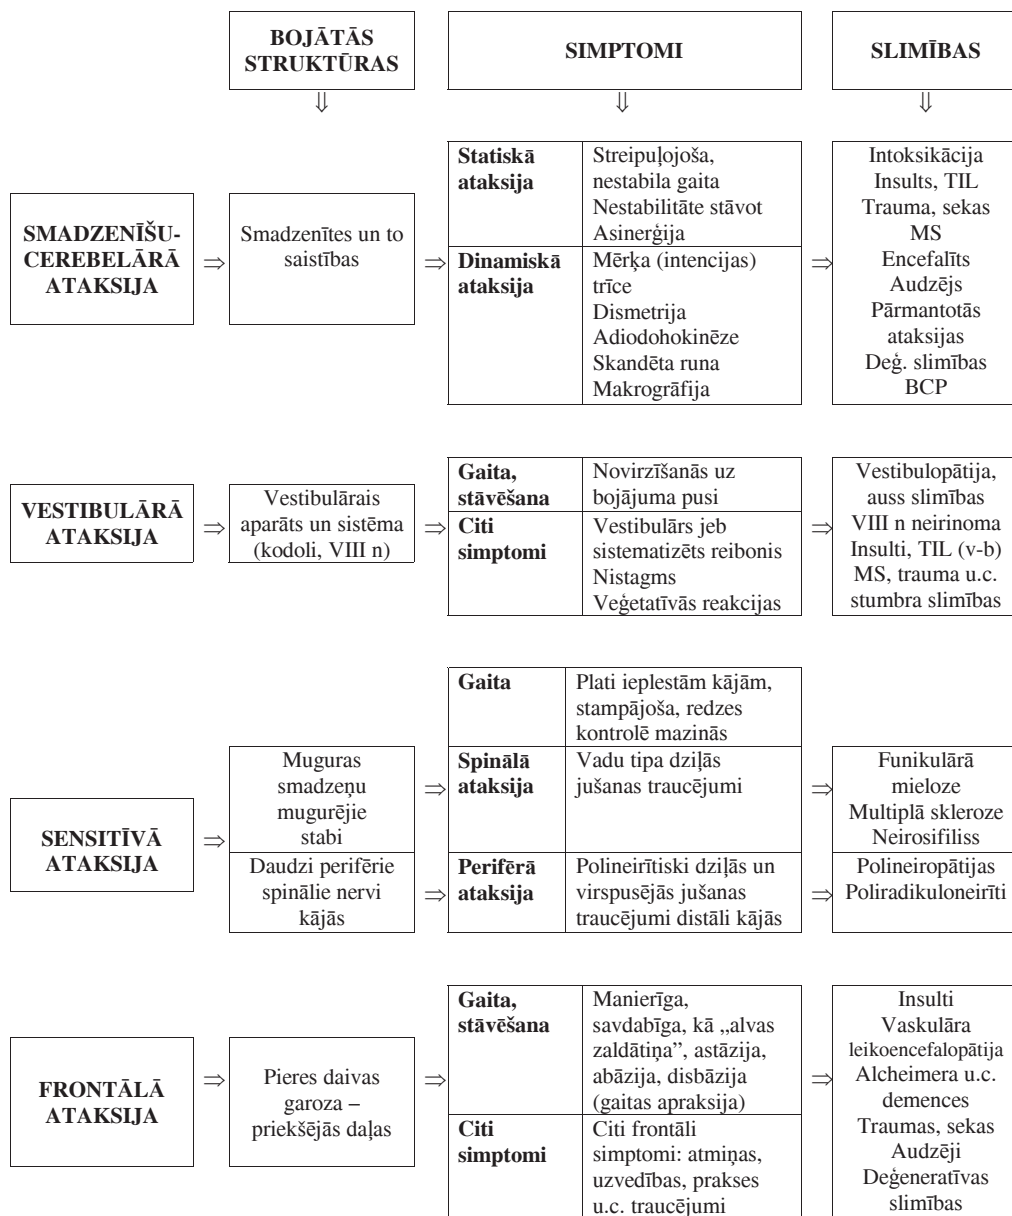 BOJĀTĀS
STRUKTŪRAS
SIMPTOMI
SLIMĪBAS
⇓
⇓
⇓
SMADZENĪŠU-
CEREBELĀRĀ
ATAKSIJA
⇒
Smadzenītes un to
saistības
⇒
Statiskā
ataksija
Streipuļojoša,
nestabila gaita
Nestabilitāte stāvot
Asinerģija
Dinamiskā
ataksija
Mērķa (intencijas)
trīce
Dismetrija
Adiodohokinēze
Skandēta runa
Makrogrāfija
⇒
Intoksikācija
Insults, TIL
Trauma, sekas
MS
Encefalīts
Audzējs
Pārmantotās
ataksijas
Deģ. slimības
BCP
VESTIBULĀRĀ
ATAKSIJA
⇒
Vestibulārais
aparāts un sistēma
(kodoli, VIII n)
⇒
Gaita,
stāvēšana
Novirzīšanās uz
bojājuma pusi
Citi
simptomi
Vestibulārs jeb
sistematizēts reibonis
Nistagms
Veģetatīvās reakcijas
⇒
Vestibulopātija,
auss slimības
VIII n neirinoma
Insulti, TIL (v-b)
MS, trauma u.c.
stumbra slimības
SENSITĪVĀ
ATAKSIJA
⇒
Muguras
smadzeņu
mugurējie
stabi
Daudzi perifērie
spinālie nervi
kājās
⇒
⇒
Gaita
Plati ieplestām kājām,
stampājoša, redzes
kontrolē mazinās
Spinālā
ataksija
Vadu tipa dziļās
jušanas traucējumi
Perifērā
ataksija
Polineirītiski dziļās un
virspusējās jušanas
traucējumi distāli kājās
⇒
⇒
Funikulārā
mieloze
Multiplā skleroze
Neirosifiliss
Polineiropātijas
Poliradikuloneirīti
FRONTĀLĀ
ATAKSIJA
⇒
Pieres daivas
garoza –
priekšējās daļas
⇒
Gaita,
stāvēšana
Manierīga,
savdabīga, kā „alvas
zaldātiņa”, astāzija,
abāzija, disbāzija
(gaitas apraksija)
Citi
simptomi
Citi frontāli
simptomi: atmiņas,
uzvedības, prakses
u.c. traucējumi
⇒
Insulti
Vaskulāra
leikoencefalopātija
Alcheimera u.c.
demences
Traumas, sekas
Audzēji
Deģeneratīvas
slimības